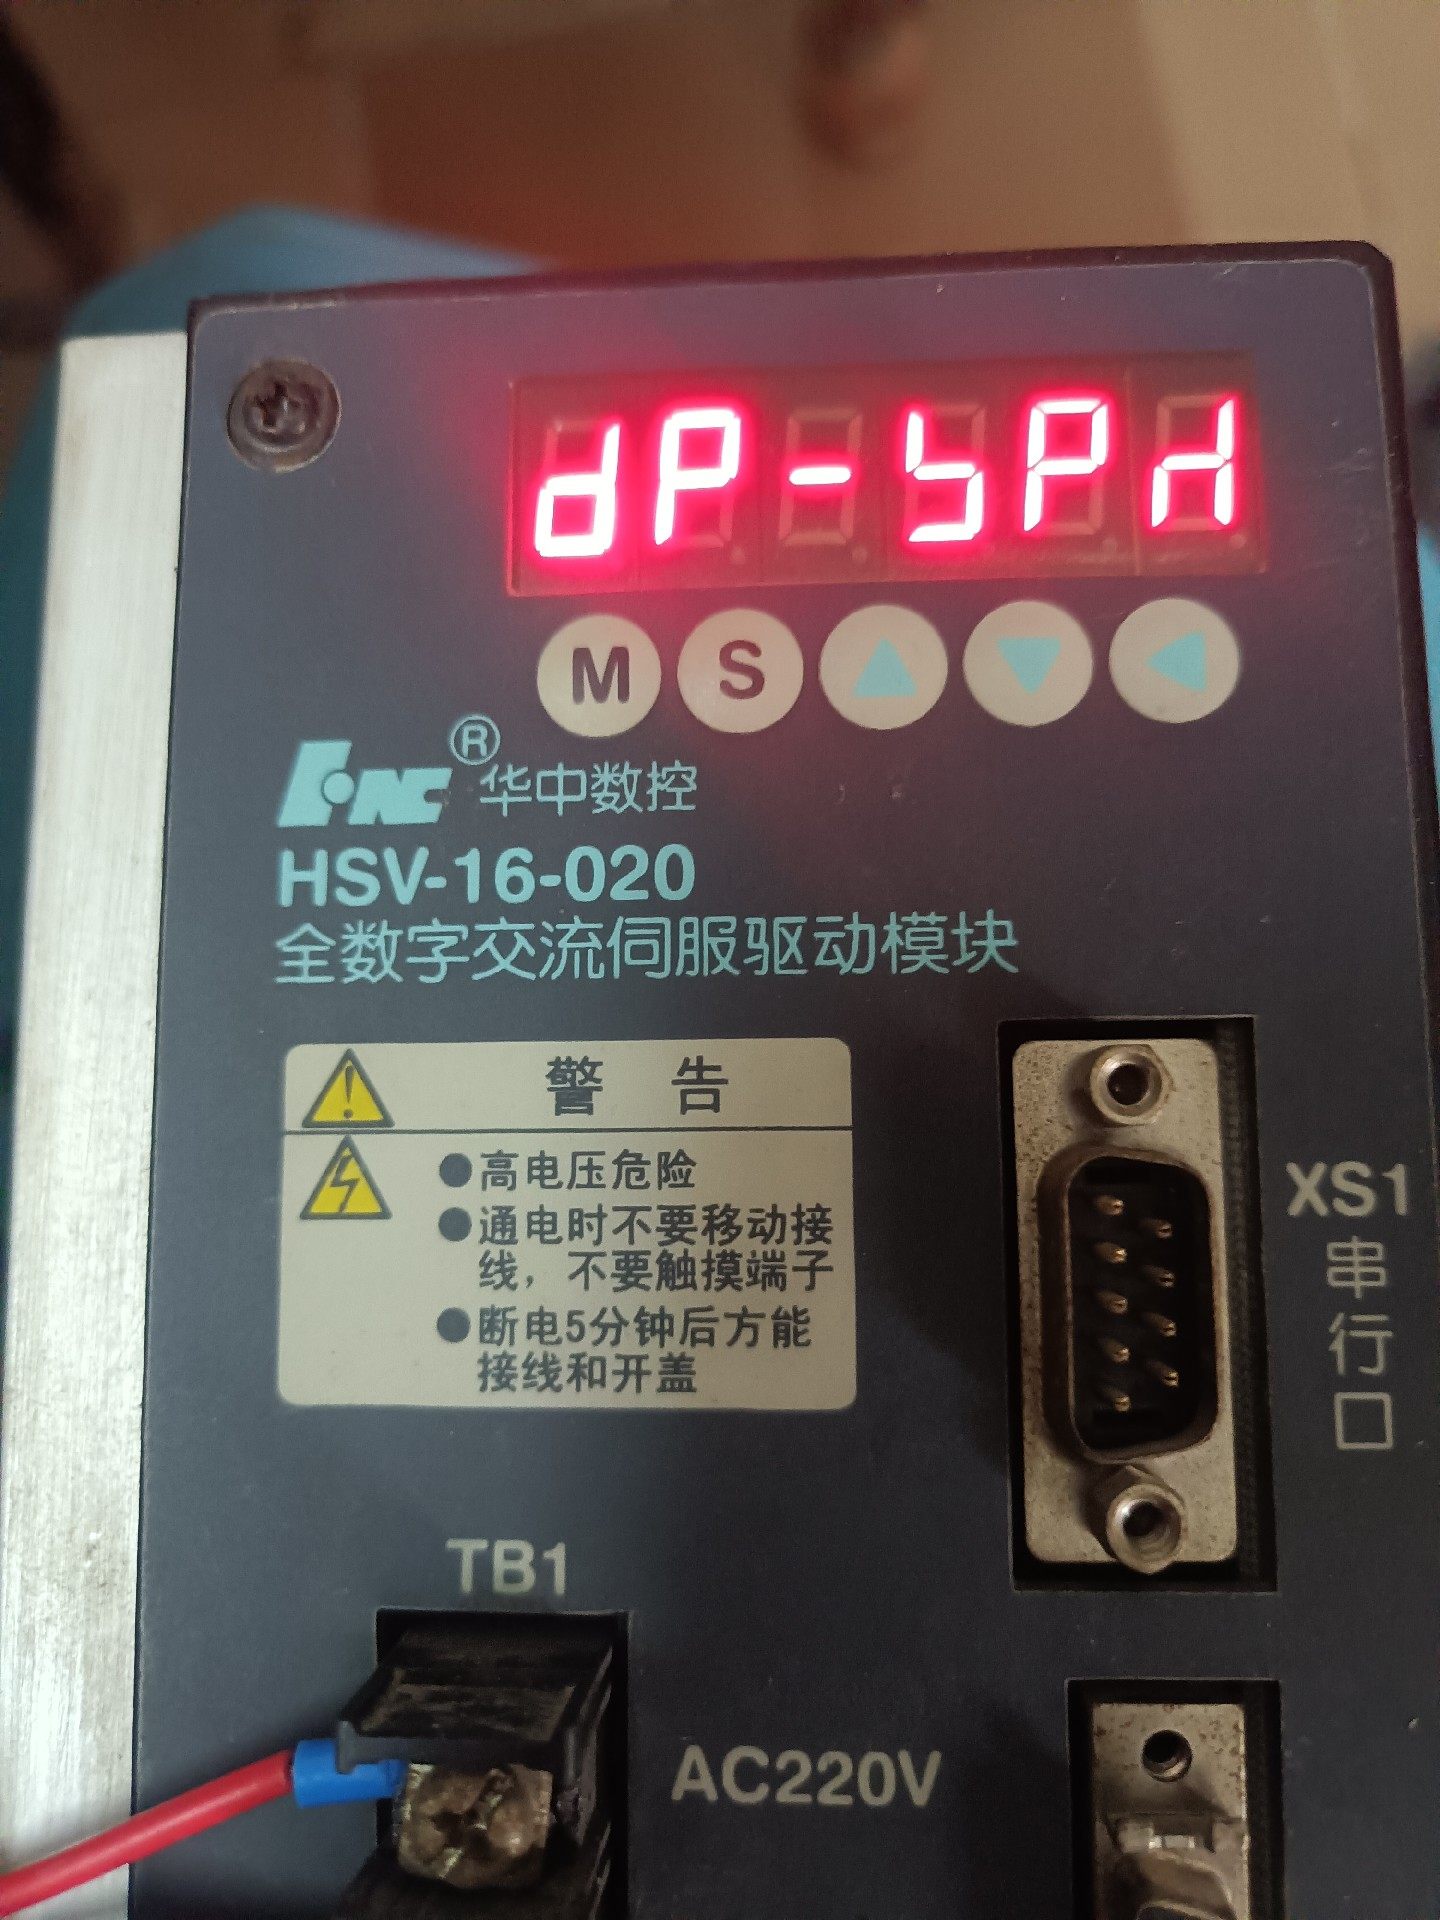 dP-SPd
M S
HNC® 华中数控
HSV-16-020
全数字交流伺服驱动模块
警 告
●高电压危险
●通电时不要移动接
线，不要触摸端子
●断电5分钟后方能
接线和开盖
XS1
串行口
TB1
AC220V